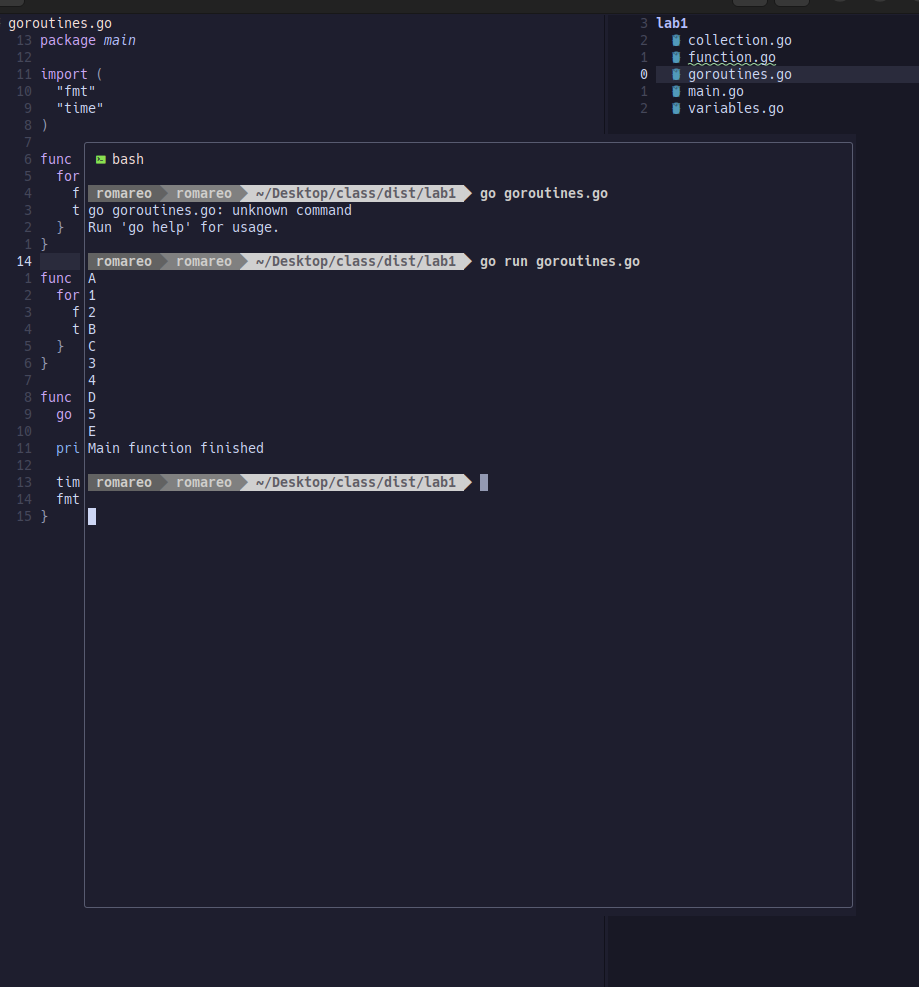 goroutines.go
13 package main
12
11 import (
10 "fmt"
9 "time"
8 )
7
6 func
5 for
4 f
3 t
2 }
1 }
14
1 func
2 for
3 f
4 t
5 }
6 }
7
8 func
9 go
10
11 pri
12
13 tim
14 fmt
15 }
bash
romareo romareo ~/Desktop/class/dist/lab1 go goroutines.go
go goroutines.go: unknown command
Run 'go help' for usage.
romareo romareo ~/Desktop/class/dist/lab1 go run goroutines.go
A
1
2
B
C
3
4
D
5
E
Main function finished
romareo romareo ~/Desktop/class/dist/lab1
3 lab1
2 collection.go
1 function.go
0 goroutines.go
1 main.go
2 variables.go